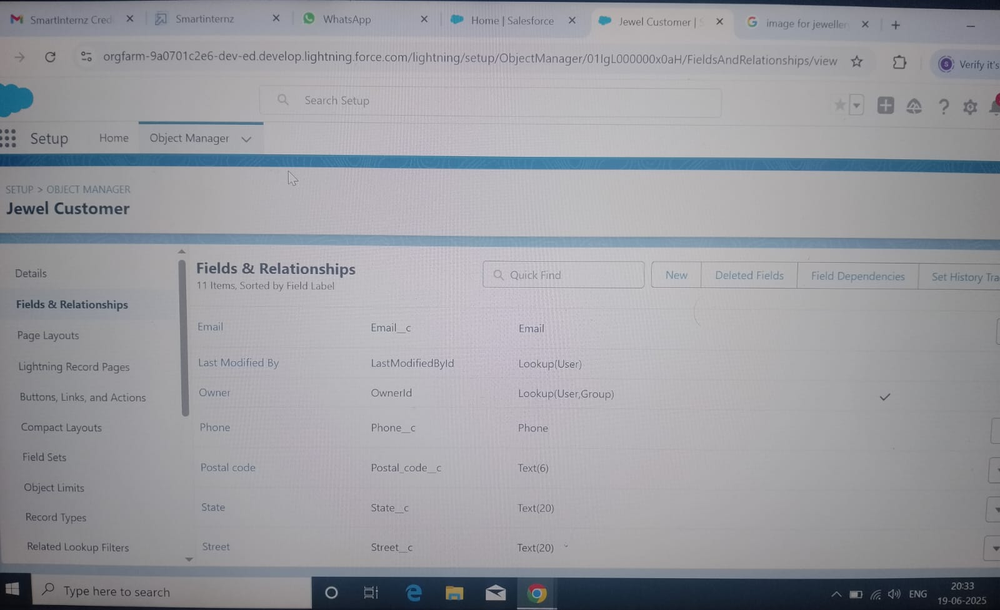 SmartInternz Cred
Smartinternz
WhatsApp
Home | Salesforce
Jewel Customer | S
image for jeweller
orgfarm-9a0701c2e6-dev-ed.develop.lightning.force.com/lightning/setup/ObjectManager/01IgL000000x0aH/FieldsAndRelationships/view
S
Verify it's
Search Setup
Setup
Home
Object Manager
SETUP > OBJECT MANAGER
Jewel Customer
Details
Fields & Relationships
Page Layouts
Lightning Record Pages
Buttons, Links, and Actions
Compact Layouts
Field Sets
Object Limits
Record Types
Related Lookup Filters
Fields & Relationships
11 Items, Sorted by Field Label
Quick Find
New
Deleted Fields
Field Dependencies
Set History Tra
Email Email__c Email
Last Modified By LastModifiedById Lookup(User)
Owner OwnerId Lookup(User,Group)
Phone Phone__c Phone
Postal code Postal_code__c Text(6)
State State__c Text(20)
Street Street__c Text(20)
Type here to search
ENG
20:33
19-06-2025